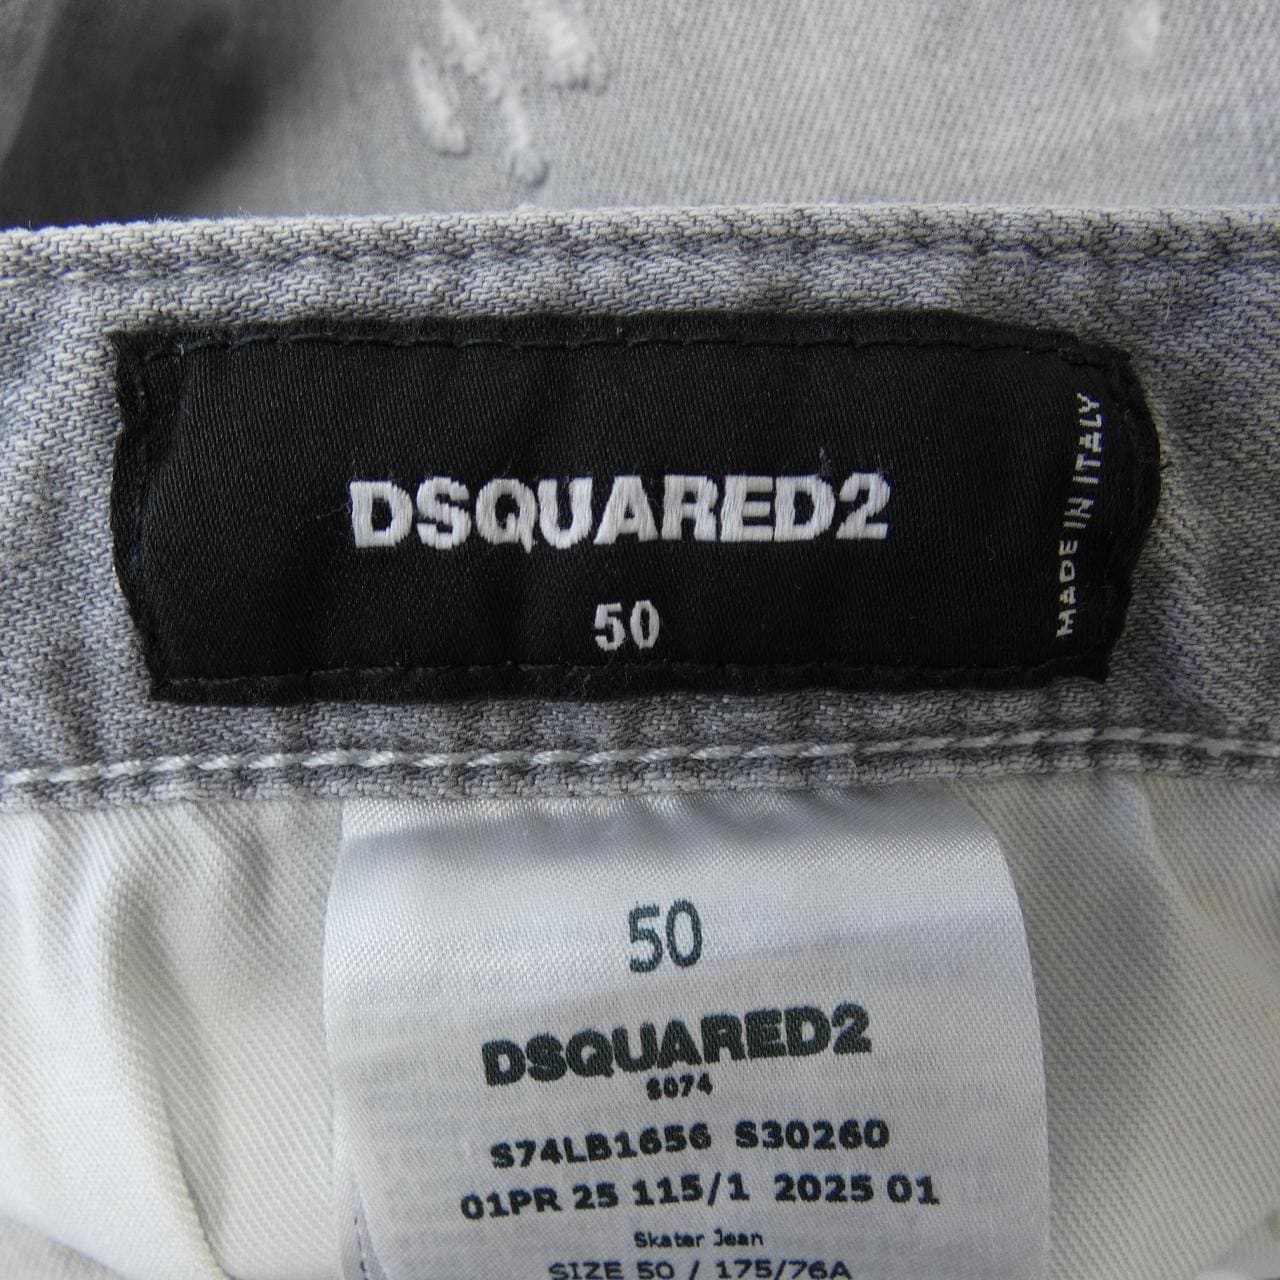 DSQUARED2
50
MADE IN ITALY
50
DSQUARED2
S074
S74LB1656 S30260
01PR 25 115/1 2025 01
Skater Jean
SIZE 50 / 175/76A